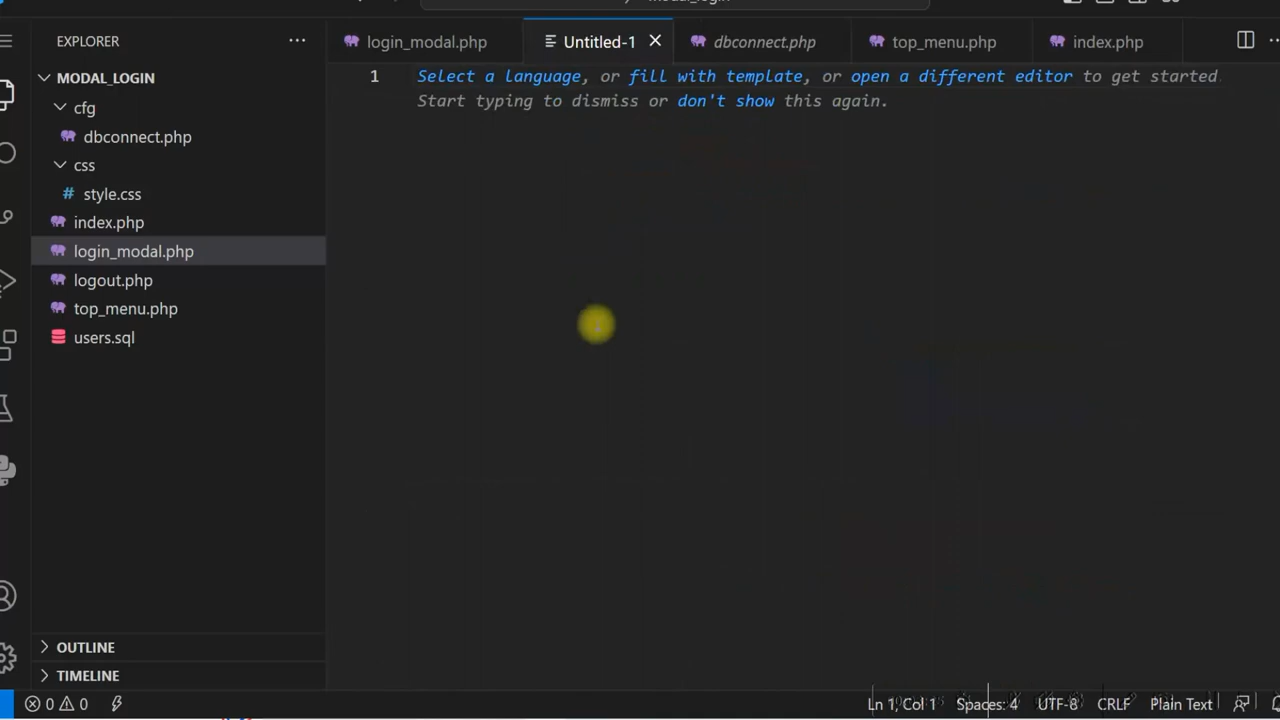 modal_login
EXPLORER
MODAL_LOGIN
cfg
dbconnect.php
css
style.css
index.php
login_modal.php
logout.php
top_menu.php
users.sql
OUTLINE
TIMELINE
login_modal.php
Untitled-1
dbconnect.php
top_menu.php
index.php
1
Select a language, or fill with template, or open a different editor to get started.
Start typing to dismiss or don't show this again.
0 0
Ln 1, Col 1 Spaces: 4 UTF-8 CRLF Plain Text